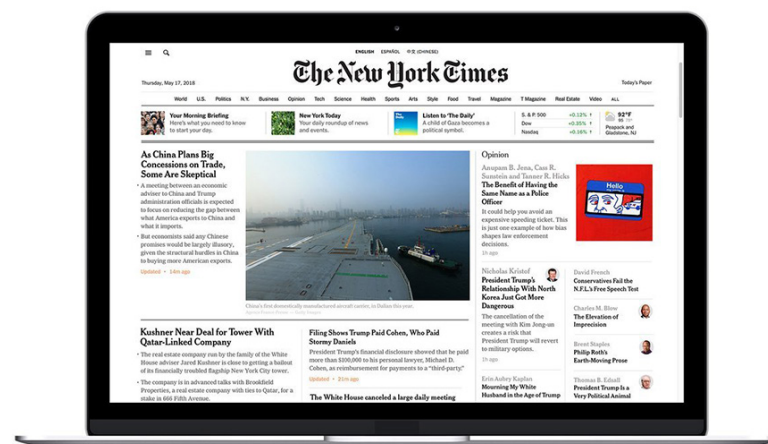 ENGLISH ESPAÑOL 中文 (CHINESE)
The New York Times
Thursday, May 17, 2018
Today's Paper
World U.S. Politics N.Y. Business Opinion Tech Science Health Sports Arts Style Food Travel Magazine T Magazine Real Estate Video ALL
Your Morning Briefing
Here's what you need to know
to start your day.
New York Today
Your daily roundup of news
and events.
Listen to 'The Daily'
A child of Gaza becomes a
political symbol.
S. & P. 500 +0.12% ↑
Dow +0.35% ↑
Nasdaq +0.16% ↑
92°F
Peapack and
Gladstone, NJ
As China Plans Big
Concessions on Trade,
Some Are Skeptical
• A meeting between an economic
adviser to China and Trump
administration officials is expected
to focus on reducing the gap between
what America exports to China and
what it imports.
• But economists said any Chinese
promises would be largely illusory,
given the structural hurdles in China
to buying more American exports.
Updated • 14m ago
China's first domestically manufactured aircraft carrier, in Dalian this year.
Kushner Near Deal for Tower With
Qatar-Linked Company
• The real estate company run by the family of the White
House adviser Jared Kushner is close to getting a bailout
of its financially troubled flagship New York City tower.
• The company is in advanced talks with Brookfield
Properties, a real estate company with ties to Qatar, for a
stake in 666 Fifth Avenue.
Filing Shows Trump Paid Cohen, Who Paid
Stormy Daniels
President Trump's financial disclosure showed that he paid
more than $100,000 to his personal lawyer, Michael D.
Cohen, as reimbursement for payments to a "third-party."
Updated • 21m ago
The White House canceled a large daily meeting
Opinion
Anupam B. Jena, Cass R.
Sunstein and Tanner R. Hicks
The Benefit of Having the
Same Name as a Police
Officer
It could help you avoid an
expensive speeding ticket. This
is just one example of how bias
shapes law enforcement
decisions.
1h ago
Hello
Nicholas Kristof
President Trump's
Relationship With North
Korea Just Got More
Dangerous
The cancellation of the
meeting with Kim Jong-un
creates a risk that
President Trump will revert
to military options.
1h ago
Erin Aubry Kaplan
Mourning My White
Husband in the Age of Trump
David French
Conservatives Fail the
N.F.L.'s Free Speech Test
Charles M. Blow
The Elevation of
Imprecision
Brent Staples
Philip Roth's
Earth-Moving Prose
Thomas B. Edsall
President Trump Is a
Very Political Animal